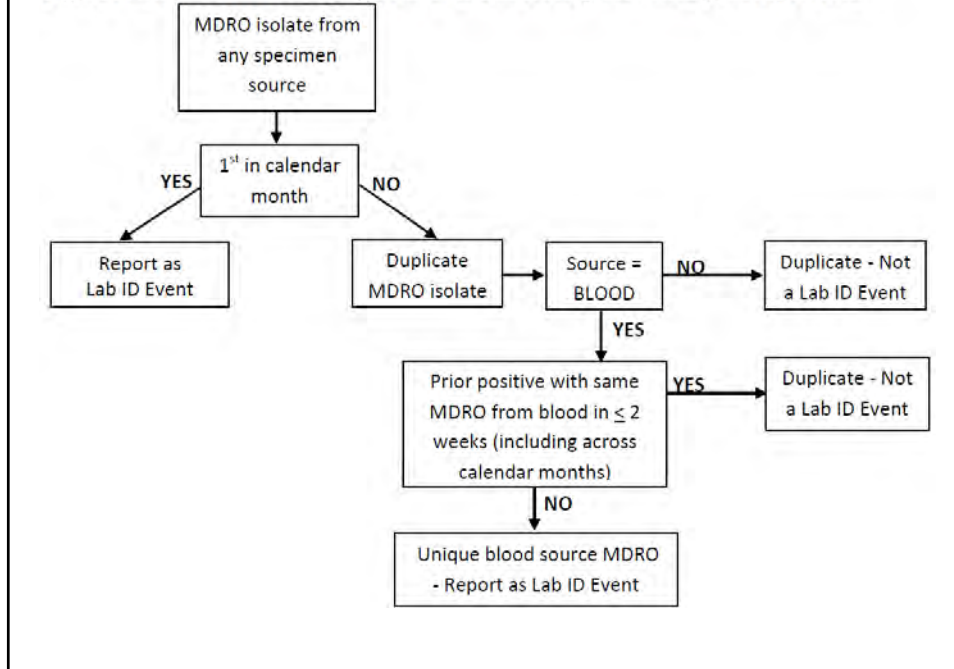 MDRO isolate from
any specimen
source
1st in calendar
month
YES
NO
Report as
Lab ID Event
Duplicate
MDRO isolate
Source =
BLOOD
NO
Duplicate - Not
a Lab ID Event
YES
Prior positive with same
MDRO from blood in ≤ 2
weeks (including across
calendar months)
YES
Duplicate - Not
a Lab ID Event
NO
Unique blood source MDRO
- Report as Lab ID Event